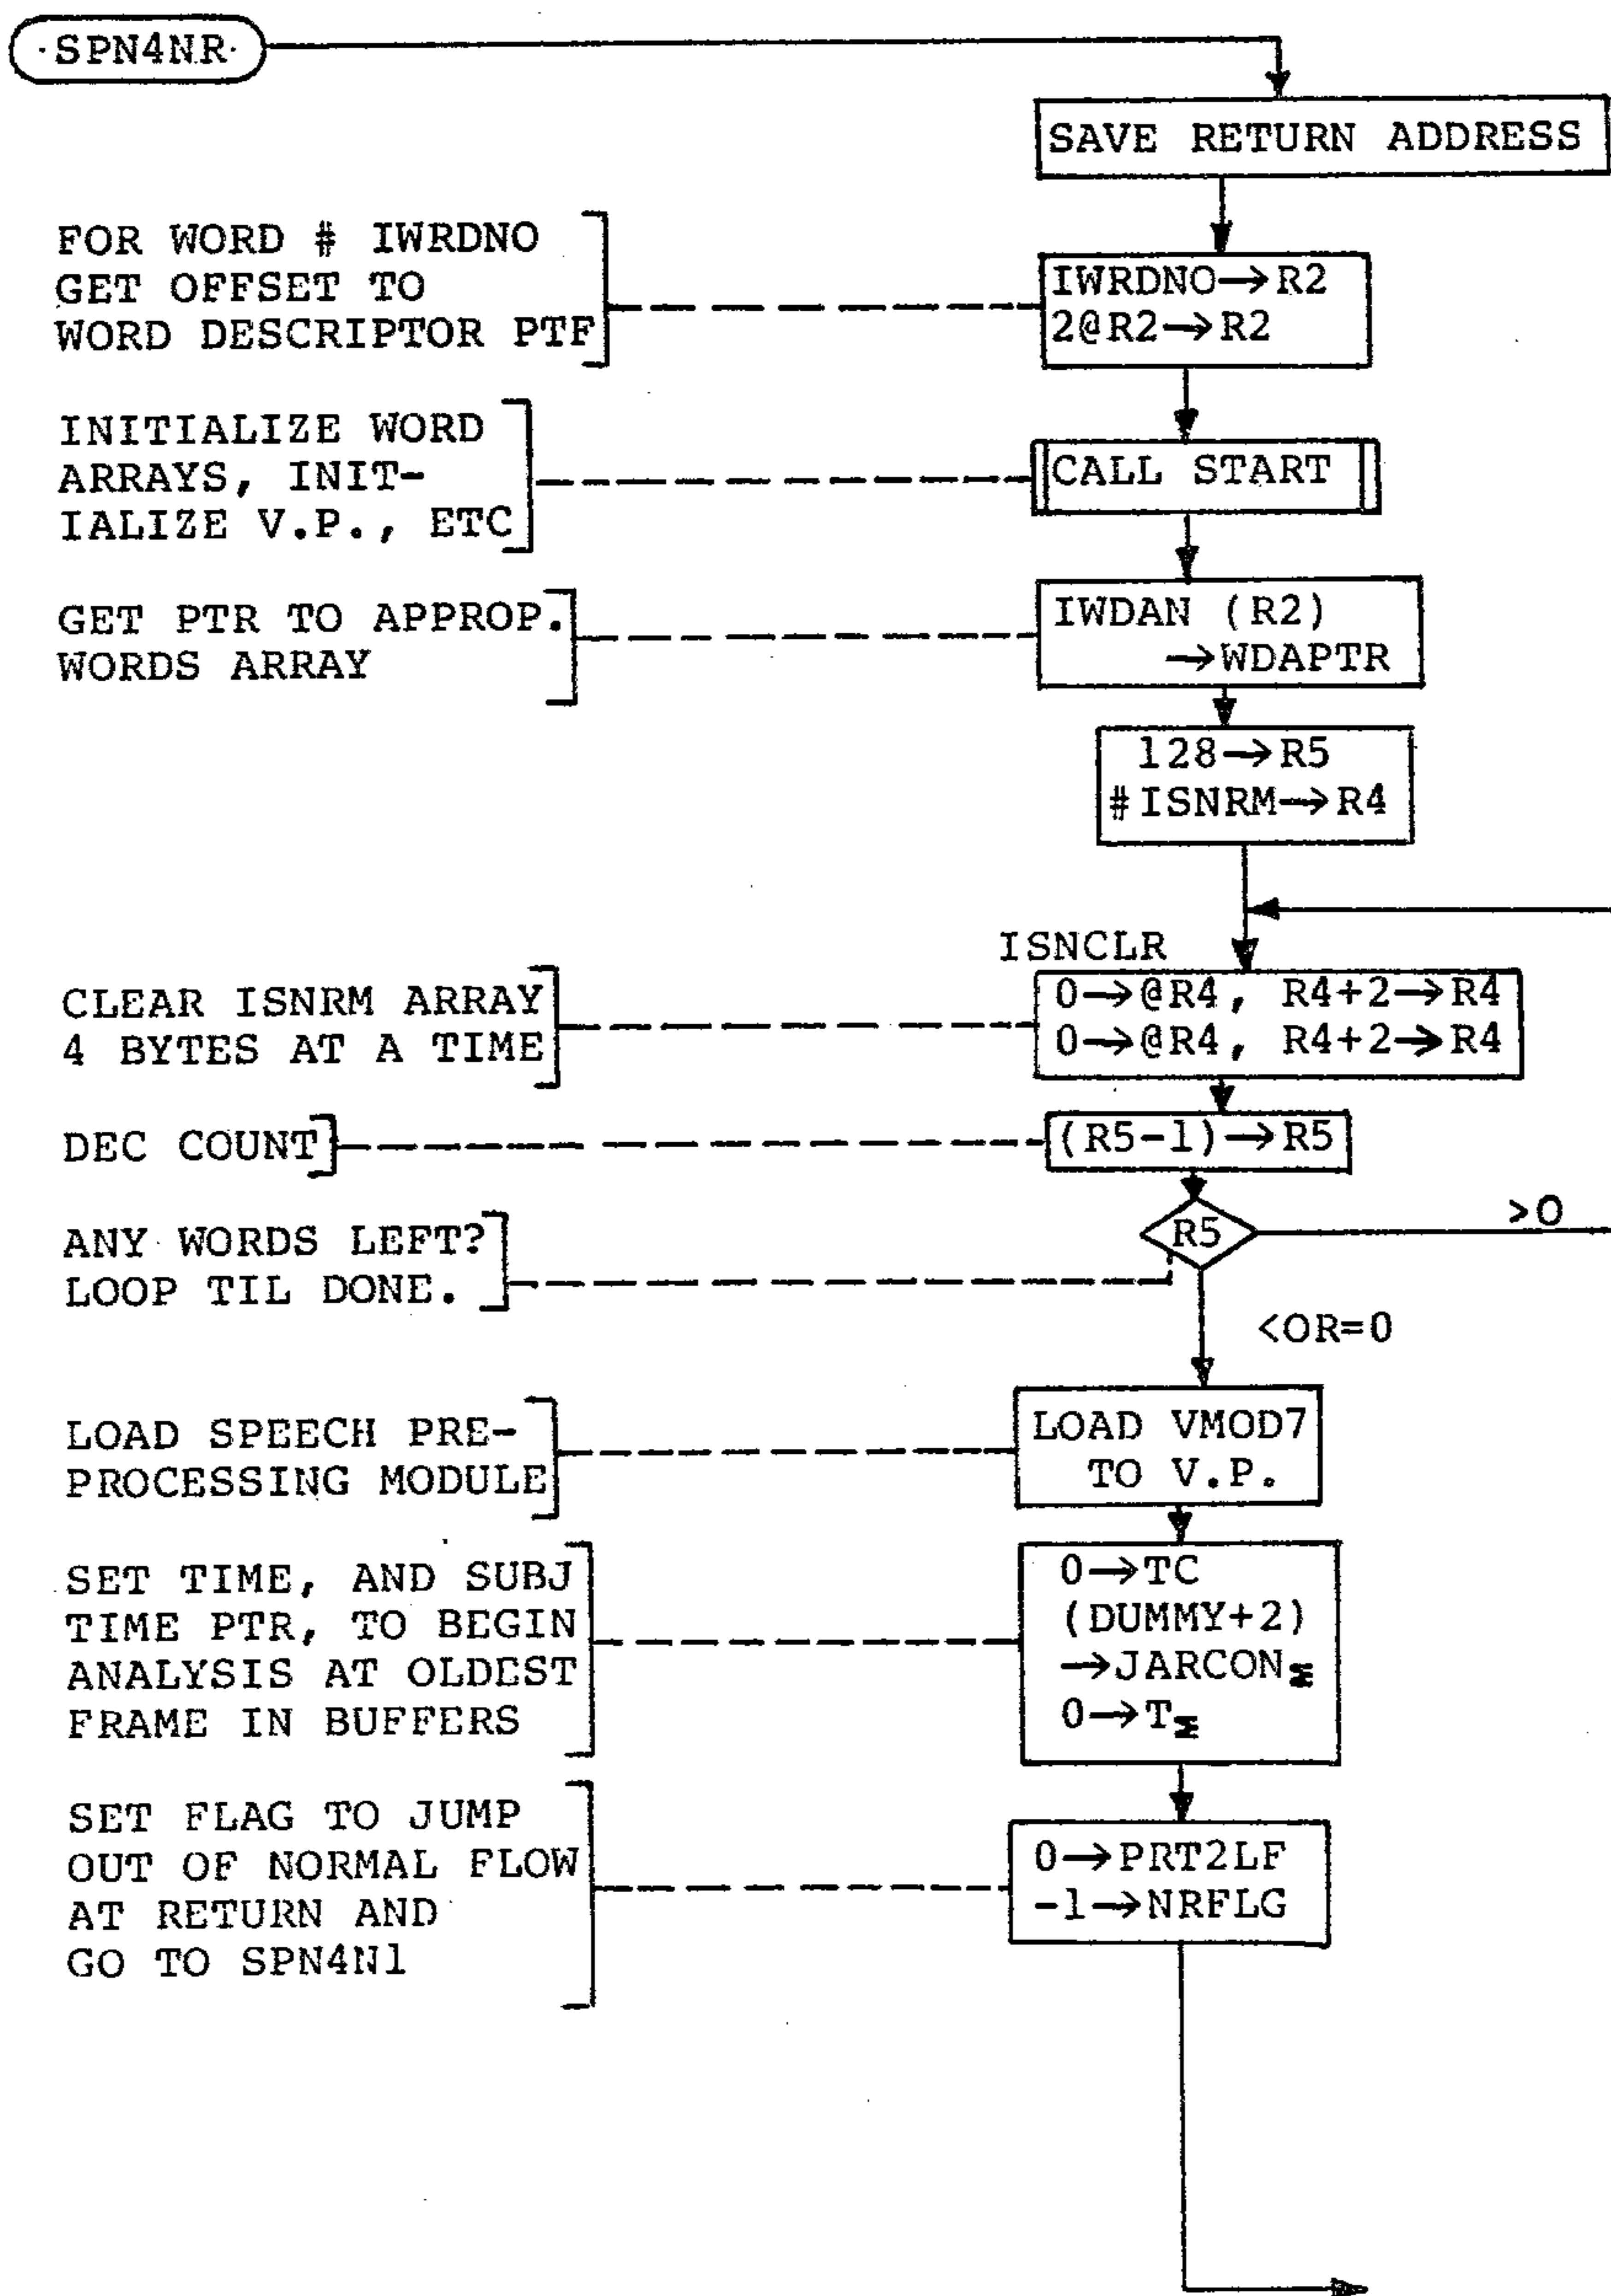 ·SPN4NR·
SAVE RETURN ADDRESS
FOR WORD # IWRDNO
GET OFFSET TO
WORD DESCRIPTOR PTF
IWRDNO→R2
2@R2→R2
INITIALIZE WORD
ARRAYS, INIT-
IALIZE V.P., ETC
CALL START
GET PTR TO APPROP.
WORDS ARRAY
IWDAN (R2)
→WDAPTR
128→R5
#ISNRM→R4
ISNCLR
CLEAR ISNRM ARRAY
4 BYTES AT A TIME
0→@R4, R4+2→R4
0→@R4, R4+2→R4
DEC COUNT
(R5-1)→R5
ANY WORDS LEFT?
LOOP TIL DONE.
R5
>0
<OR=0
LOAD SPEECH PRE-
PROCESSING MODULE
LOAD VMOD7
TO V.P.
SET TIME, AND SUBJ
TIME PTR, TO BEGIN
ANALYSIS AT OLDEST
FRAME IN BUFFERS
0→TC
(DUMMY+2)
→JARCONΣ
0→TΣ
SET FLAG TO JUMP
OUT OF NORMAL FLOW
AT RETURN AND
GO TO SPN4N1
0→PRT2LF
-1→NRFLG